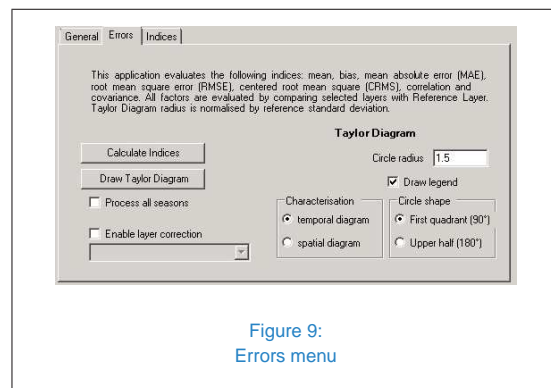 General Errors Indices
This application evaluates the following indices: mean, bias, mean absolute error (MAE),
root mean square error (RMSE), centered root mean square (CRMS), correlation and
covariance. All factors are evaluated by comparing selected layers with Reference Layer.
Taylor Diagram radius is normalised by reference standard deviation.
Taylor Diagram
Calculate Indices
Circle radius 1.5
Draw Taylor Diagram
Draw legend
Process all seasons
Characterisation
Circle shape
temporal diagram
First quadrant (90°)
Enable layer correction
spatial diagram
Upper half (180°)
Figure 9:
Errors menu